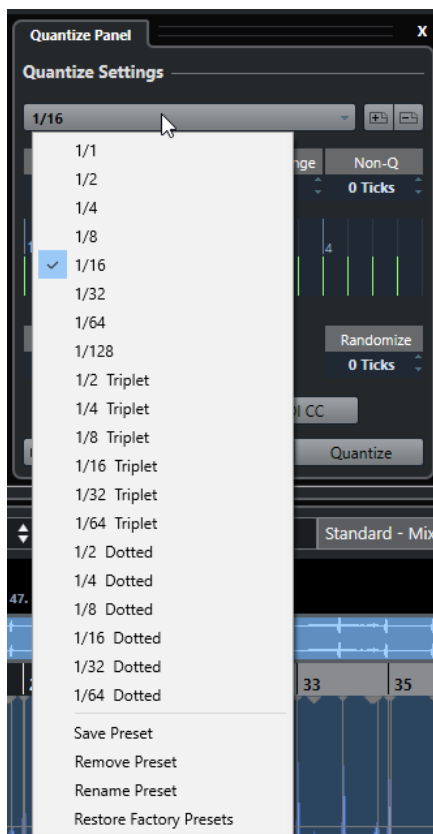 Quantize Panel
X
Quantize Settings
1/16
1/1
1/2
1/4
1/8
1/16
1/32
1/64
1/128
1/2 Triplet
1/4 Triplet
1/8 Triplet
1/16 Triplet
1/32 Triplet
1/64 Triplet
1/2 Dotted
1/4 Dotted
1/8 Dotted
1/16 Dotted
1/32 Dotted
1/64 Dotted
Save Preset
Remove Preset
Rename Preset
Restore Factory Presets
nge Non-Q
0 Ticks
1 4
Randomize
0 Ticks
DI CC
Quantize
Standard - Mix
47.
33 35